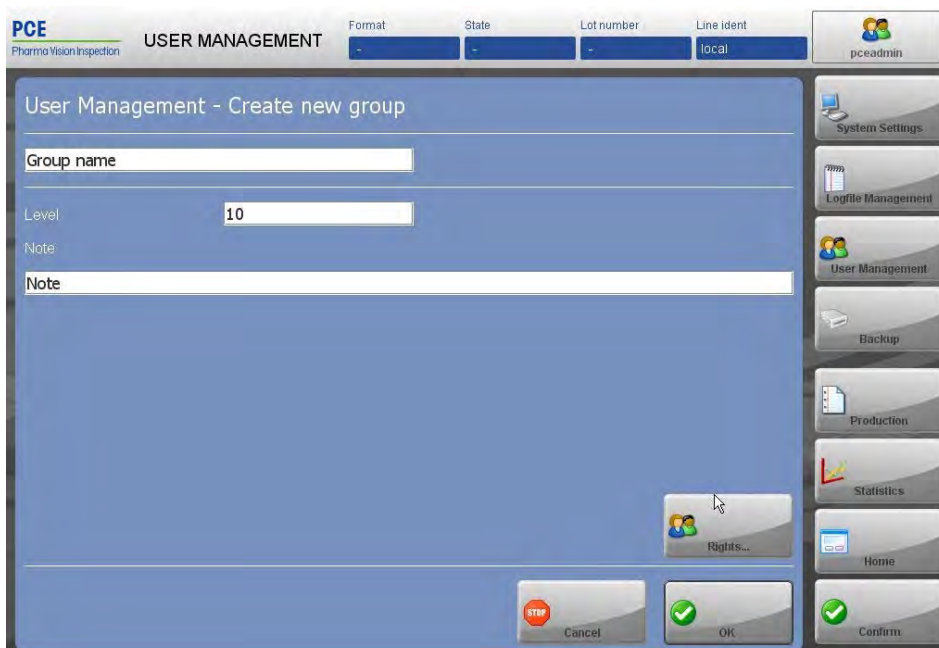 PCE
Pharma Vision Inspection
USER MANAGEMENT
Format
-
State
-
Lot number
-
Line ident
local
pceadmin
User Management - Create new group
Group name
Level
10
Note
Note
Rights...
Cancel
OK
System Settings
Logfile Management
User Management
Backup
Production
Statistics
Home
Confirm
STOP